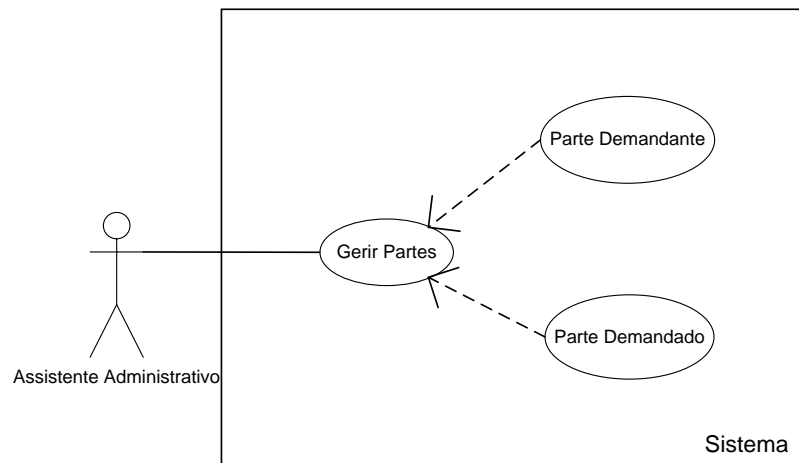 Parte Demandante
Gerir Partes
Parte Demandado
Assistente Administrativo
Sistema